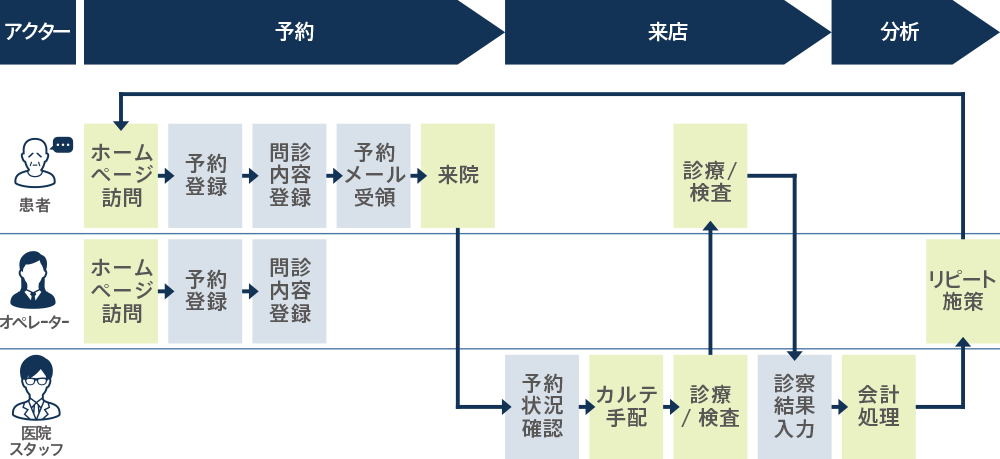 アクター
予約
来店
分析
患者
ホーム
ページ
訪問
予約
登録
問診
内容
登録
予約
メール
受領
来院
診療/
検査
オペレーター
ホーム
ページ
訪問
予約
登録
問診
内容
登録
リピート
施策
医院
スタッフ
予約
状況
確認
カルテ
手配
診療
/ 検査
診察
結果
入力
会計
処理